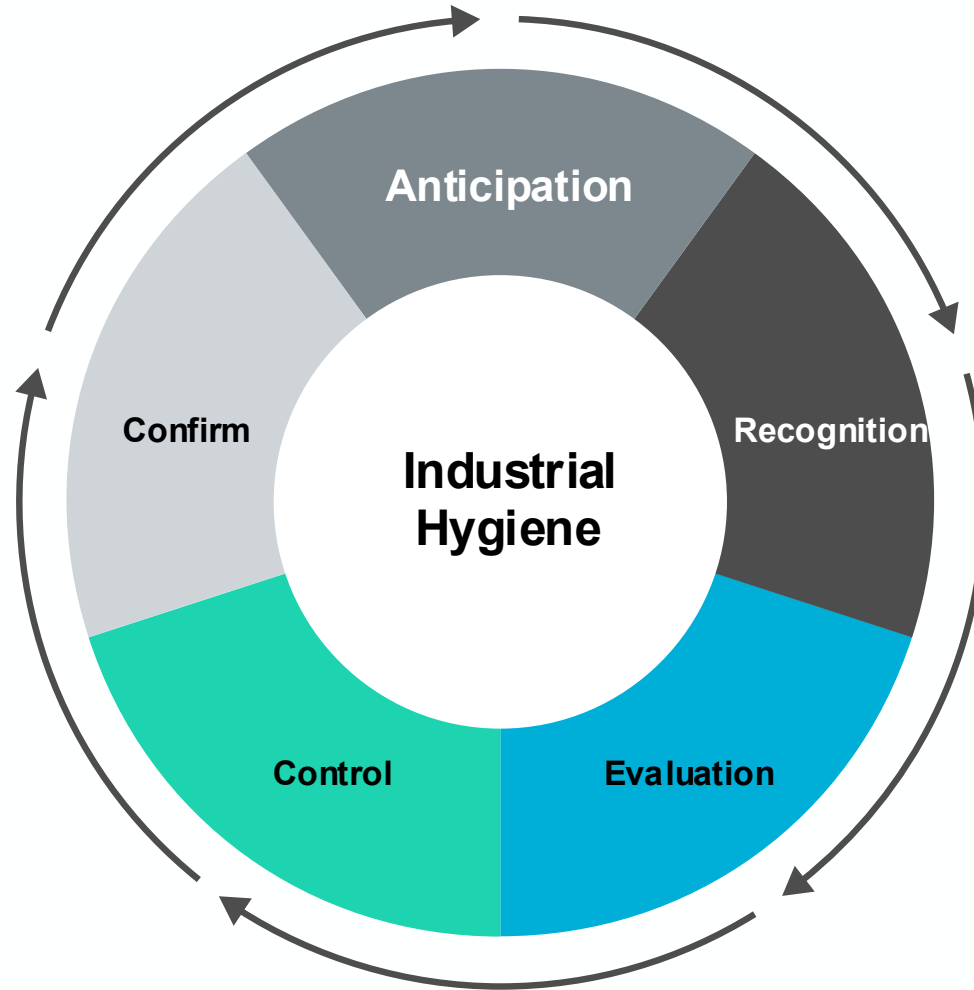 Anticipation
Recognition
Evaluation
Control
Confirm
Industrial
Hygiene